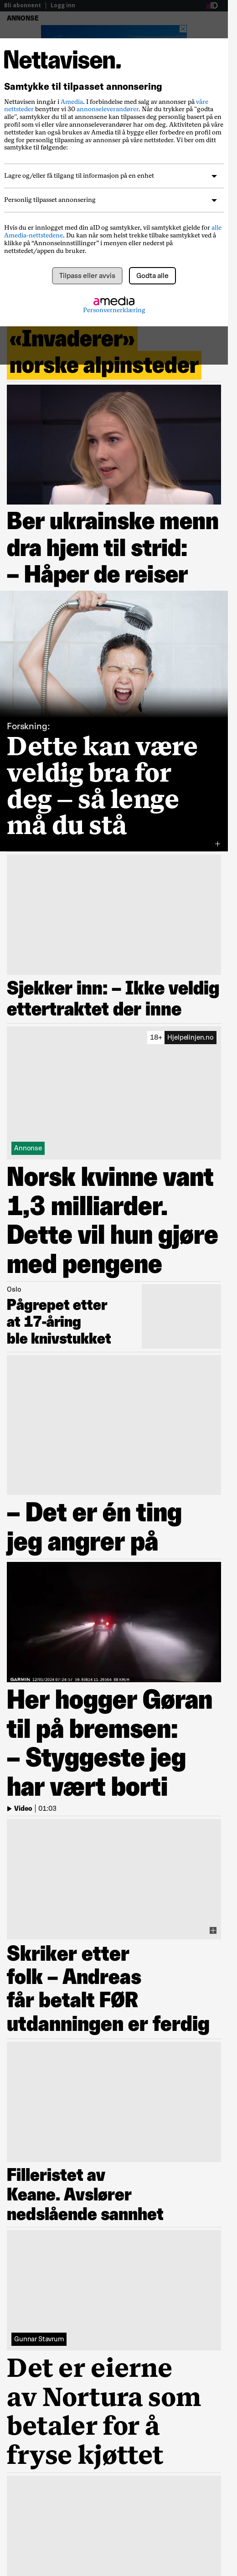 Bli abonnent | Logg inn
ANNONSE
Nettavisen.
Samtykke til tilpasset annonsering
Nettavisen inngår i Amedia. I forbindelse med salg av annonser på våre
nettsteder benytter vi 30 annonseleverandører. Når du trykker på "godta
alle", samtykker du til at annonsene kan tilpasses deg personlig basert på en
profil som vi eller våre annonseleverandører har om deg. Aktiviteten på våre
nettsteder kan også brukes av Amedia til å bygge eller forbedre en profil om
deg for personlig tilpasning av annonser på våre nettsteder. Vi ber om ditt
samtykke til følgende:
Lagre og/eller få tilgang til informasjon på en enhet
Personlig tilpasset annonsering
Hvis du er innlogget med din aID og samtykker, vil samtykket gjelde for alle
Amedia-nettstedene. Du kan når som helst trekke tilbake samtykket ved å
klikke på “Annonseinnstillinger” i menyen eller nederst på
nettstedet/appen du bruker.
Tilpass eller avvis
Godta alle
amedia
Personvernerklæring
«Invaderer»
norske alpinsteder
Ber ukrainske menn
dra hjem til strid:
– Håper de reiser
Forskning:
Dette kan være
veldig bra for
deg – så lenge
må du stå
Sjekker inn: – Ikke veldig
ettertraktet der inne
18+ Hjelpelinjen.no
Annonse
Norsk kvinne vant
1,3 milliarder.
Dette vil hun gjøre
med pengene
Oslo
Pågrepet etter
at 17-åring
ble knivstukket
– Det er én ting
jeg angrer på
GARMIN
Her hogger Gøran
til på bremsen:
– Styggeste jeg
har vært borti
Video | 01:03
Skriker etter
folk – Andreas
får betalt FØR
utdanningen er ferdig
Filleristet av
Keane. Avslører
nedslående sannhet
Gunnar Stavrum
Det er eierne
av Nortura som
betaler for å
fryse kjøttet